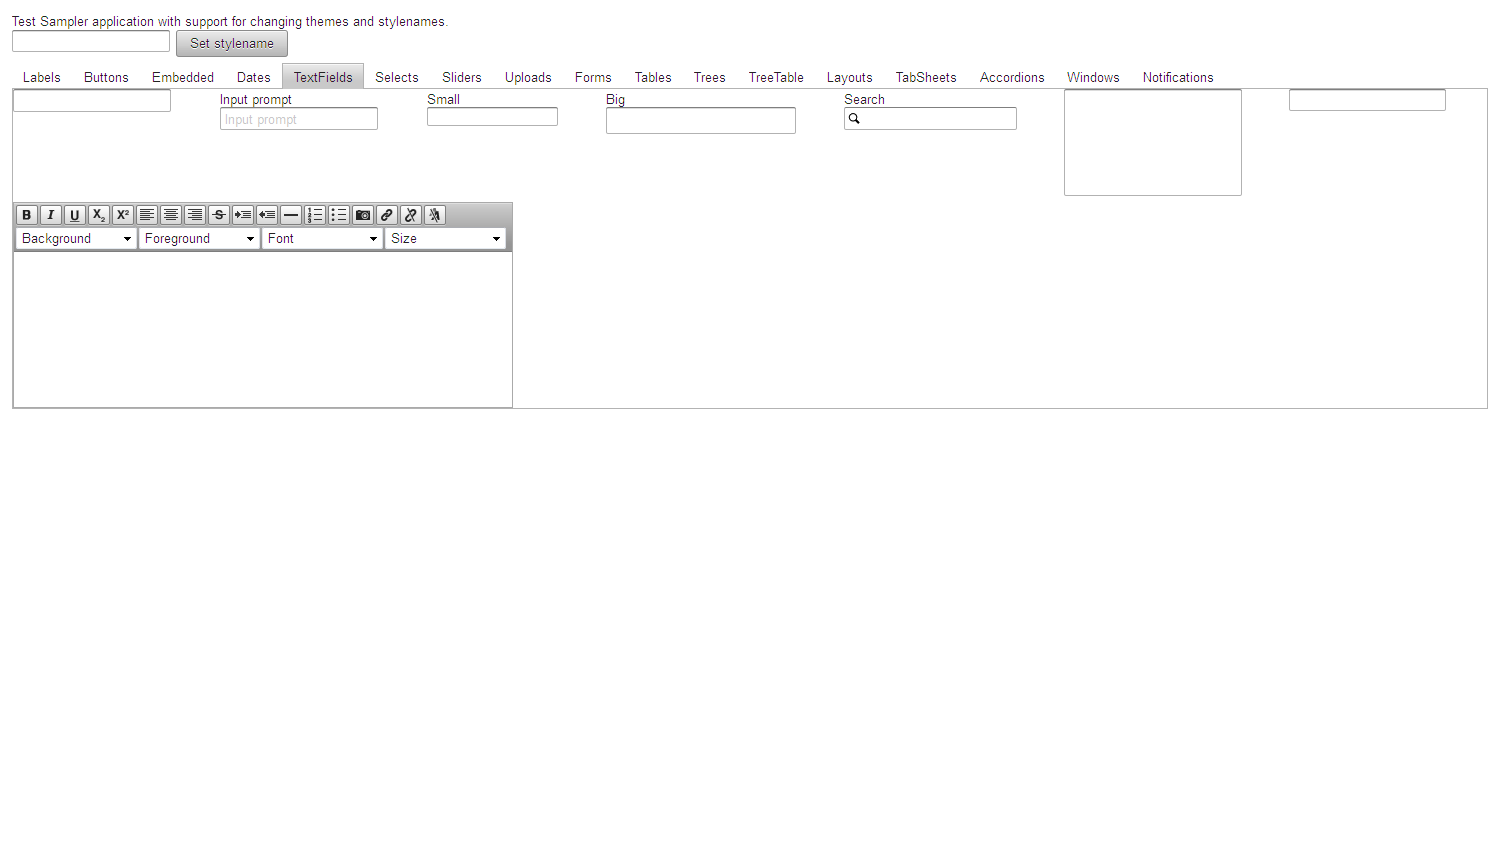 Test Sampler application with support for changing themes and stylenames.
Set stylename
Labels Buttons Embedded Dates TextFields Selects Sliders Uploads Forms Tables Trees TreeTable Layouts TabSheets Accordions Windows Notifications
Input prompt Small Big Search
Input prompt
B I U X2 X² S
Background Foreground Font Size